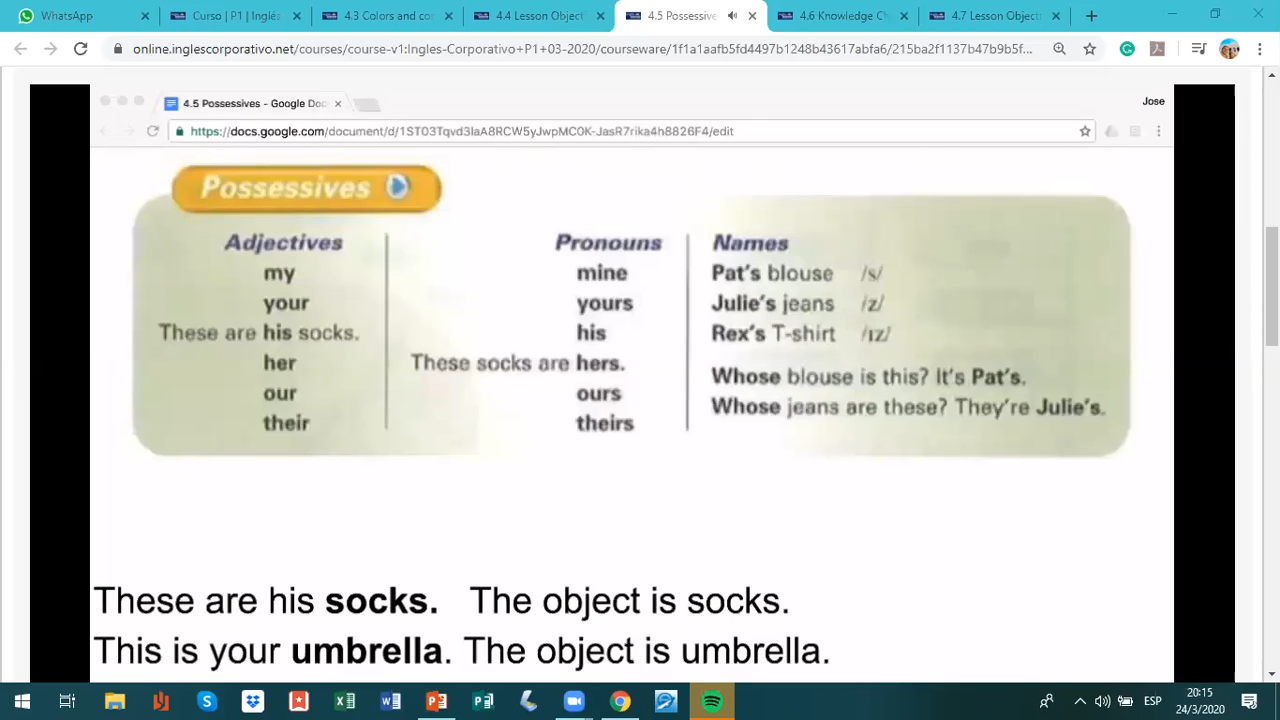 WhatsApp
Curso | P1 | Inglés
4.3 Colors and co
4.4 Lesson Object
4.5 Possessive
4.6 Knowledge Ch
4.7 Lesson Object
online.inglescorporativo.net/courses/course-v1:Ingles-Corporativo+P1+03-2020/courseware/1f1a1aafb5fd4497b1248b43617abfa6/215ba2f1137b47b9b5f...
4.5 Possessives - Google Doc
Jose
https://docs.google.com/document/d/1ST03Tqvd3IaA8RCW5yJwpMC0K-JasR7rika4h8826F4/edit
Possessives
Adjectives
my
your
These are his socks.
her
our
their
Pronouns
mine
yours
his
These socks are hers.
ours
theirs
Names
Pat's blouse /s/
Julie's jeans /z/
Rex's T-shirt /ɪz/
Whose blouse is this? It's Pat's.
Whose jeans are these? They're Julie's.
These are his socks. The object is socks.
This is your umbrella. The object is umbrella.
ESP
20:15
24/3/2020